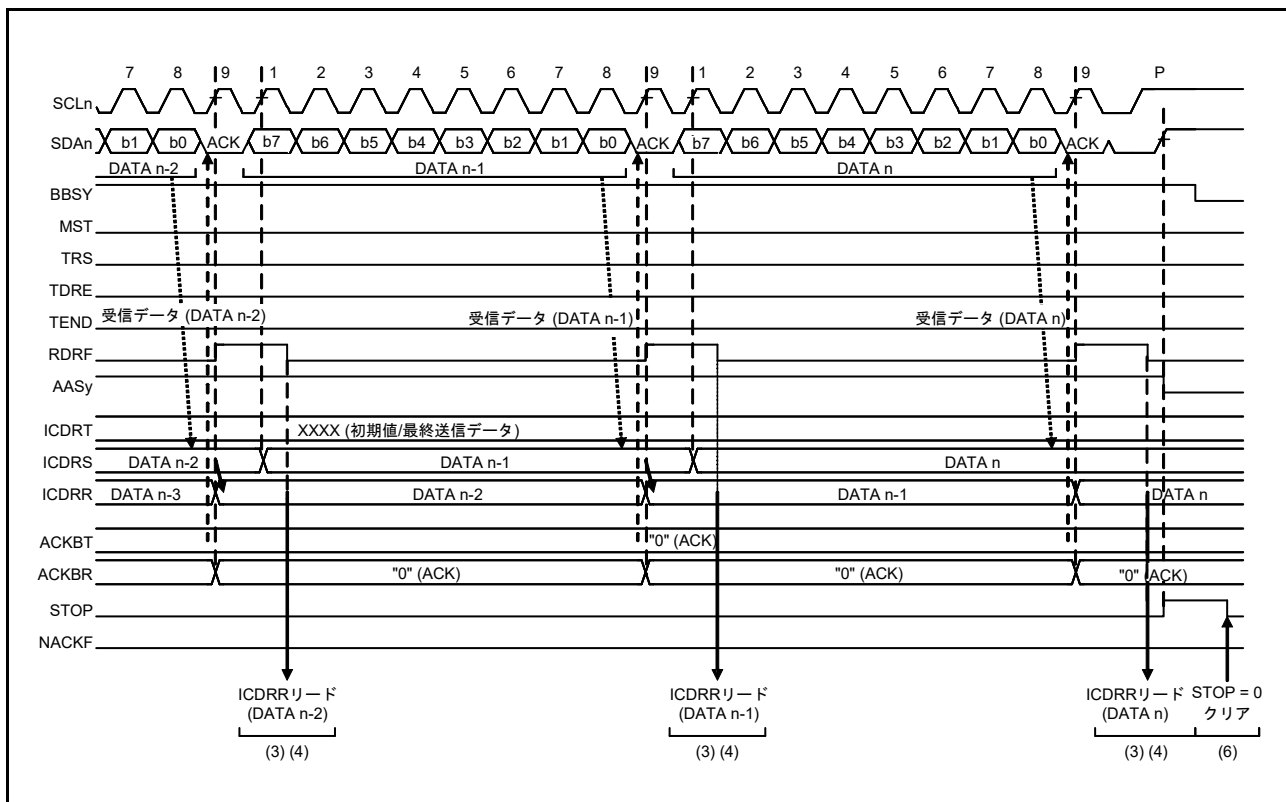 7 8 9 1 2 3 4 5 6 7 8 9 1 2 3 4 5 6 7 8 9 P
SCLn
SDAn b1 b0 ACK b7 b6 b5 b4 b3 b2 b1 b0 ACK b7 b6 b5 b4 b3 b2 b1 b0 ACK
DATA n-2 DATA n-1 DATA n
BBSY
MST
TRS
TDRE
TEND 受信データ (DATA n-2) 受信データ (DATA n-1) 受信データ (DATA n)
RDRF
AASy
ICDRT XXXX (初期値/最終送信データ)
ICDRS DATA n-2 DATA n-1 DATA n
ICDRR DATA n-3 DATA n-2 DATA n-1 DATA n
ACKBT "0" (ACK)
ACKBR "0" (ACK) "0" (ACK) "0" (ACK)
STOP
NACKF
ICDRRリード ICDRRリード ICDRRリード STOP = 0
(DATA n-2) (DATA n-1) (DATA n) クリア
(3) (4) (3) (4) (3) (4) (6)